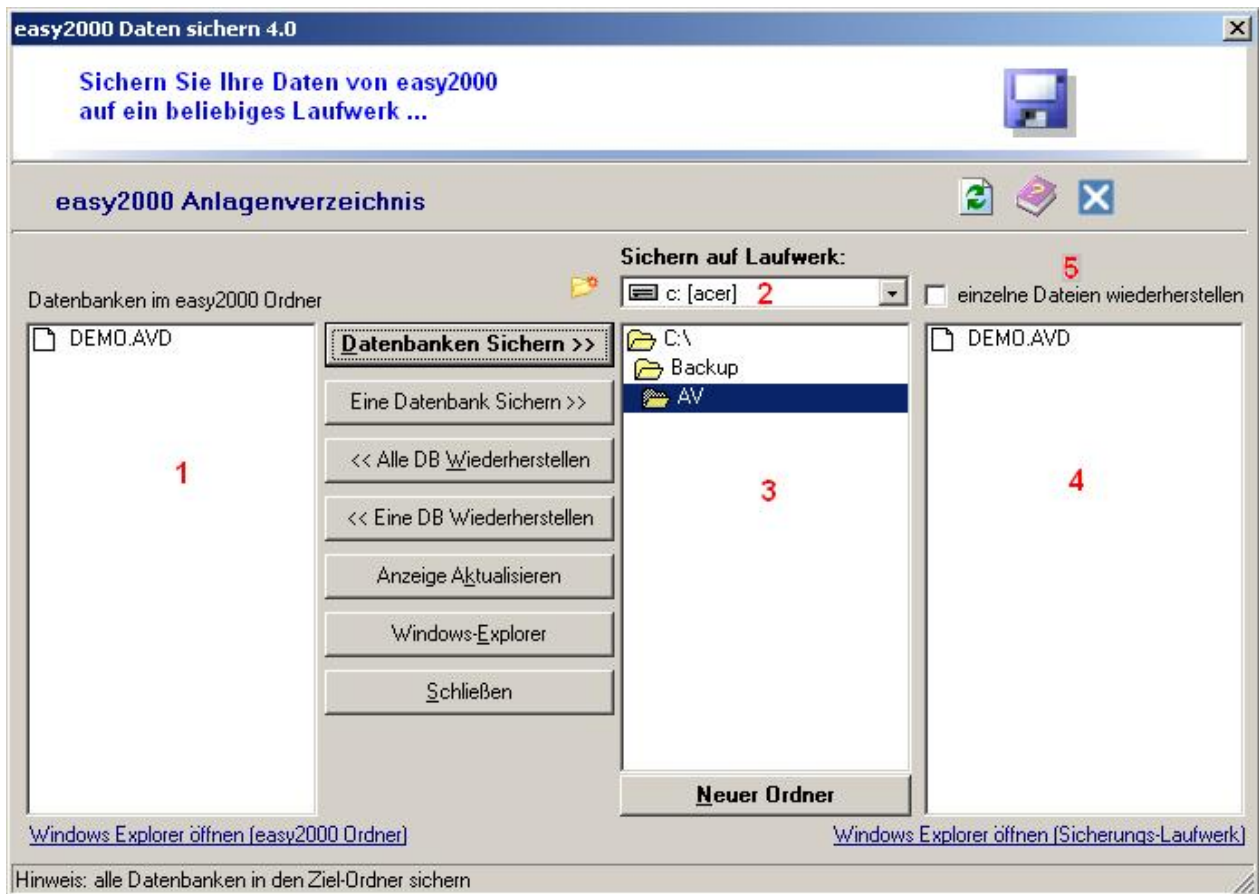 easy2000 Daten sichern 4.0
Sichern Sie Ihre Daten von easy2000
auf ein beliebiges Laufwerk ...
easy2000 Anlagenverzeichnis
Sichern auf Laufwerk:
5
Datenbanken im easy2000 Ordner
c: [acer]
2
einzelne Dateien wiederherstellen
DEMO.AVD
1
Datenbanken Sichern >>
Eine Datenbank Sichern >>
<< Alle DB Wiederherstellen
<< Eine DB Wiederherstellen
Anzeige Aktualisieren
Windows-Explorer
Schließen
C:\
Backup
AV
3
Neuer Ordner
DEMO.AVD
4
Windows Explorer öffnen (easy2000 Ordner)
Windows Explorer öffnen (Sicherungs-Laufwerk)
Hinweis: alle Datenbanken in den Ziel-Ordner sichern